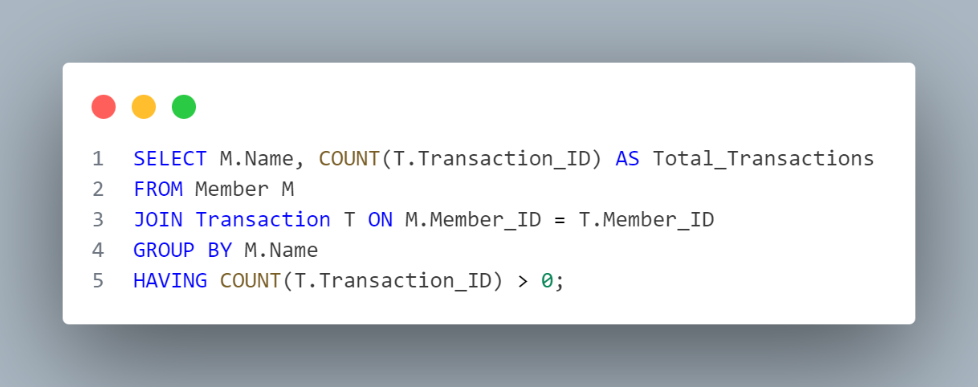 1 SELECT M.Name, COUNT(T.Transaction_ID) AS Total_Transactions
2 FROM Member M
3 JOIN Transaction T ON M.Member_ID = T.Member_ID
4 GROUP BY M.Name
5 HAVING COUNT(T.Transaction_ID) > 0;